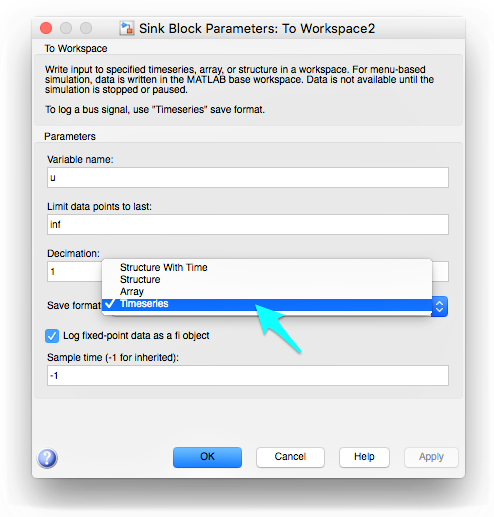 Sink Block Parameters: To Workspace2
To Workspace
Write input to specified timeseries, array, or structure in a workspace. For menu-based
simulation, data is written in the MATLAB base workspace. Data is not available until the
simulation is stopped or paused.
To log a bus signal, use "Timeseries" save format.
Parameters
Variable name:
u
Limit data points to last:
inf
Decimation:
1
Structure With Time
Structure
Array
Save format
✓ Timeseries
Log fixed-point data as a fi object
Sample time (-1 for inherited):
-1
?
OK
Cancel
Help
Apply